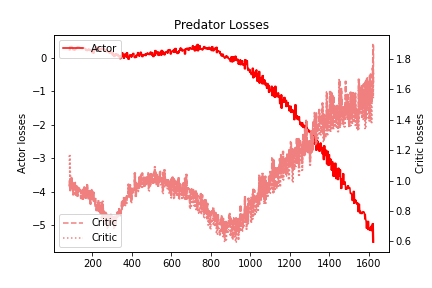 Predator Losses
Actor
0
−1
−2
−3
−4
−5
Actor losses
1.8
1.6
1.4
1.2
1.0
0.8
0.6
Critic losses
Critic
Critic
200 400 600 800 1000 1200 1400 1600